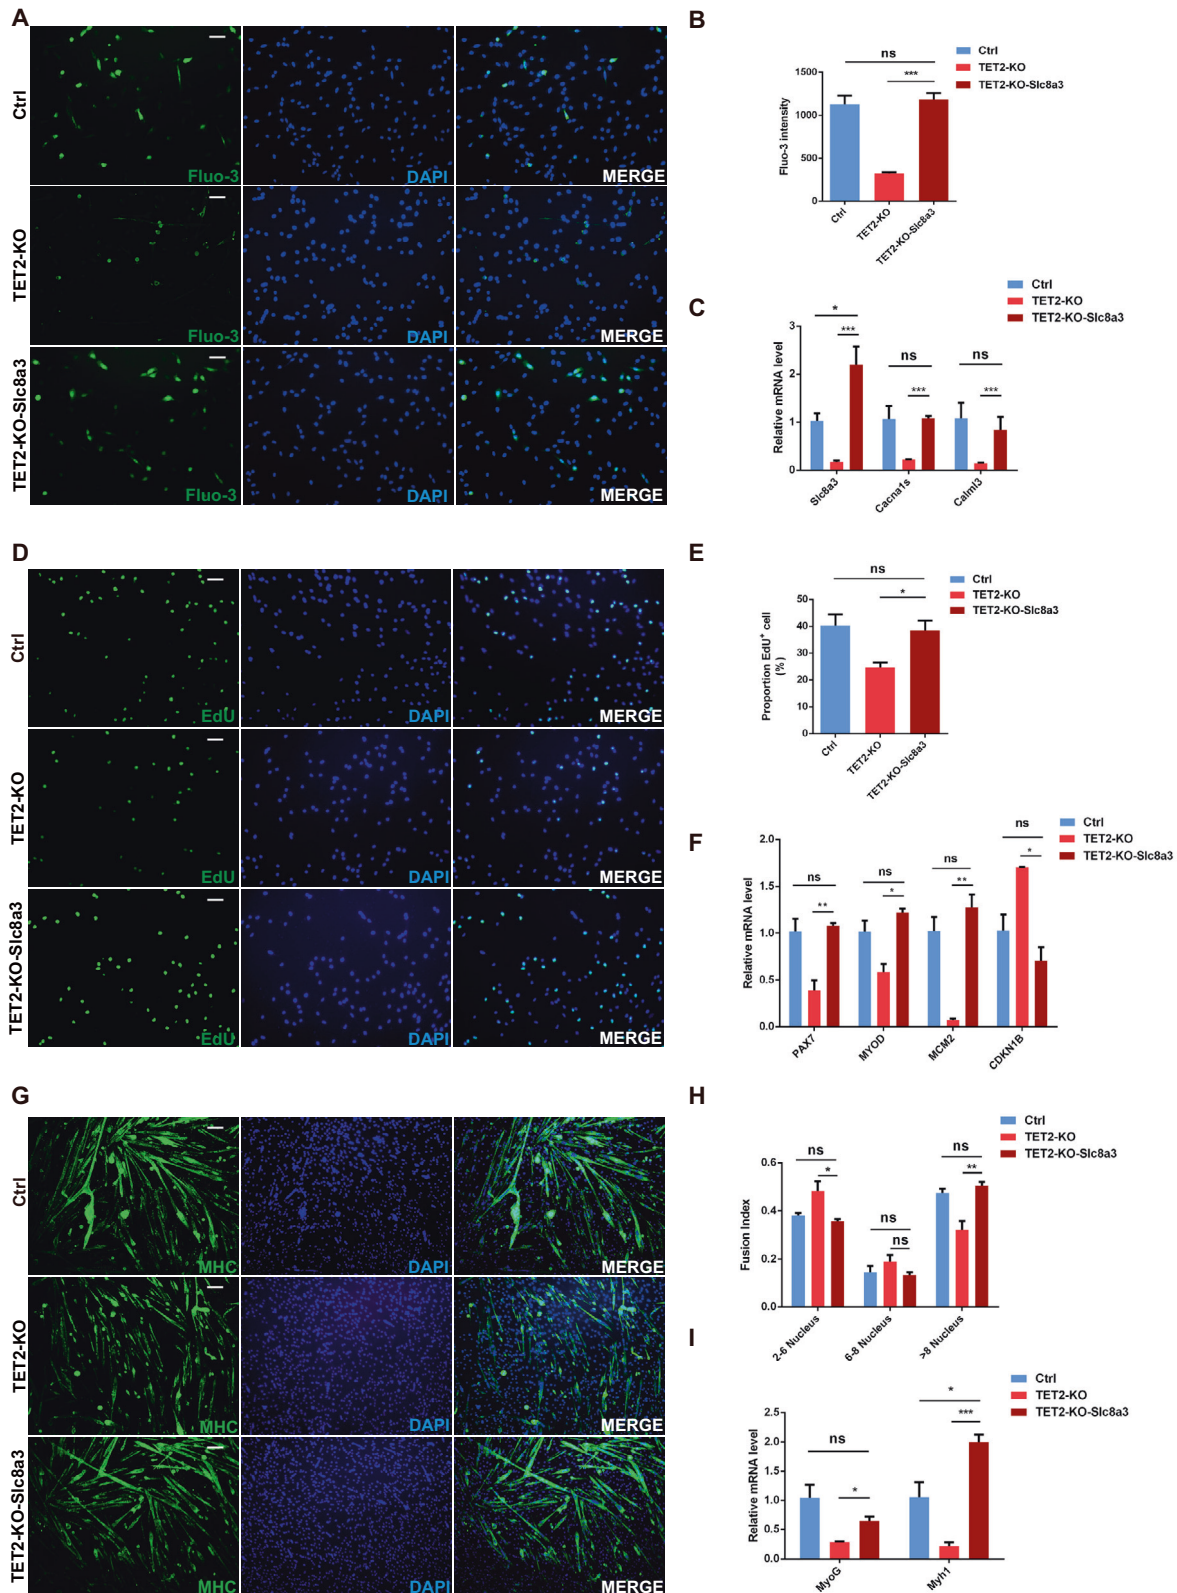 A
Ctrl
Fluo-3
DAPI
MERGE
TET2-KO
Fluo-3
DAPI
MERGE
TET2-KO-Slc8a3
Fluo-3
DAPI
MERGE
B
Ctrl
TET2-KO
TET2-KO-Slc8a3
ns
***
Fluo-3 intensity
1500
1000
500
0
Ctrl
TET2-KO
TET2-KO-Slc8a3
C
Ctrl
TET2-KO
TET2-KO-Slc8a3
*
***
ns
***
ns
***
Relative mRNA level
3
2
1
0
Slc8a3
Cacna1s
Calml3
D
Ctrl
EdU
DAPI
MERGE
TET2-KO
EdU
DAPI
MERGE
TET2-KO-Slc8a3
EdU
DAPI
MERGE
E
Ctrl
TET2-KO
TET2-KO-Slc8a3
ns
*
Proportion EdU+ cell
(%)
50
40
30
20
10
0
Ctrl
TET2-KO
TET2-KO-Slc8a3
F
Ctrl
TET2-KO
TET2-KO-Slc8a3
ns
**
ns
*
ns
**
ns
*
Relative mRNA level
2.0
1.5
1.0
0.5
0.0
PAX7
MYOD
MCM2
CDKN1B
G
Ctrl
MHC
DAPI
MERGE
TET2-KO
MHC
DAPI
MERGE
TET2-KO-Slc8a3
MHC
DAPI
MERGE
H
Ctrl
TET2-KO
TET2-KO-Slc8a3
ns
*
ns
ns
ns
**
Fusion Index
0.6
0.4
0.2
0.0
2-6 Nucleus
6-8 Nucleus
>8 Nucleus
I
Ctrl
TET2-KO
TET2-KO-Slc8a3
ns
*
*
***
Relative mRNA level
2.5
2.0
1.5
1.0
0.5
0.0
MyoG
Myh1